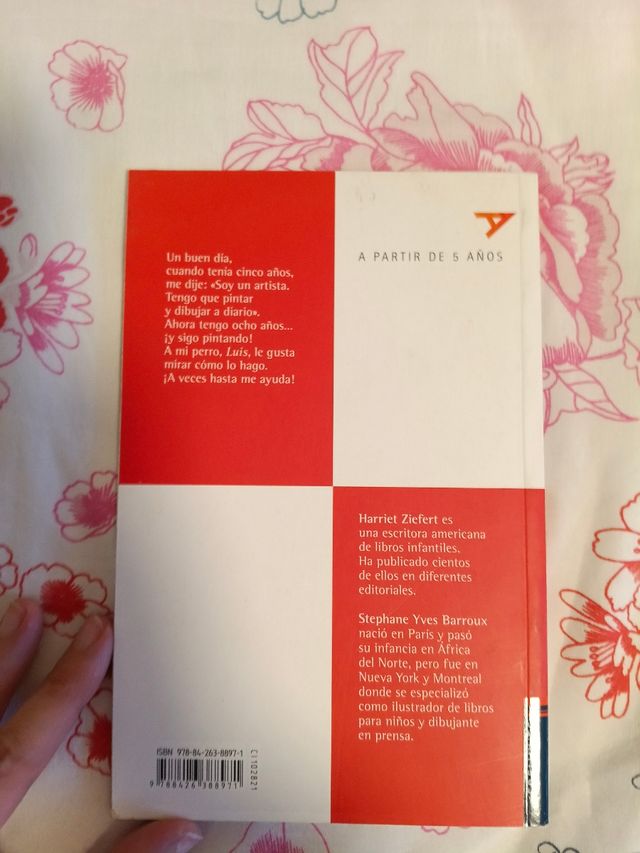 Un buen día,
cuando tenía cinco años,
me dije: «Soy un artista.
Tengo que pintar
y dibujar a diario».
Ahora tengo ocho años...
¡y sigo pintando!
A mi perro, Luis, le gusta
mirar cómo lo hago.
¡A veces hasta me ayuda!
A PARTIR DE 5 AÑOS
Harriet Ziefert es
una escritora americana
de libros infantiles.
Ha publicado cientos
de ellos en diferentes
editoriales.
Stephane Yves Barroux
nació en París y pasó
su infancia en África
del Norte, pero fue en
Nueva York y Montreal
donde se especializó
como ilustrador de libros
para niños y dibujante
en prensa.
ISBN 978-84-263-8897-1
9 788426 388971
CI102821